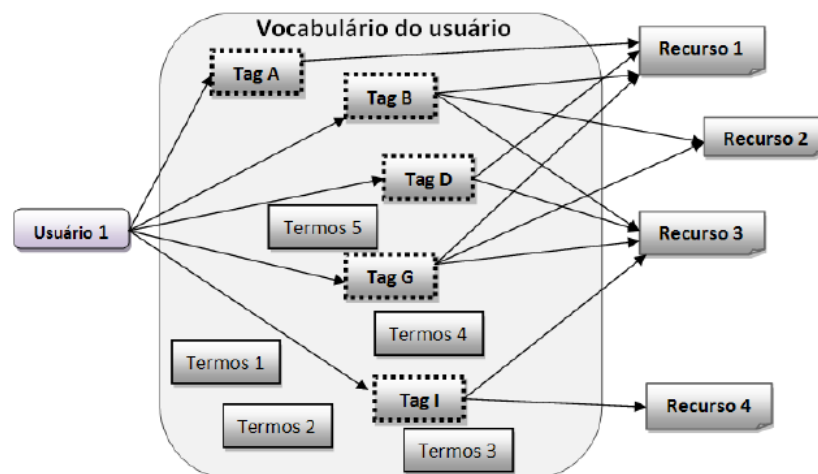 Vocabulário do usuário
Tag A
Recurso 1
Tag B
Recurso 2
Tag D
Termos 5
Usuário 1
Recurso 3
Tag G
Termos 4
Termos 1
Tag I
Recurso 4
Termos 2
Termos 3